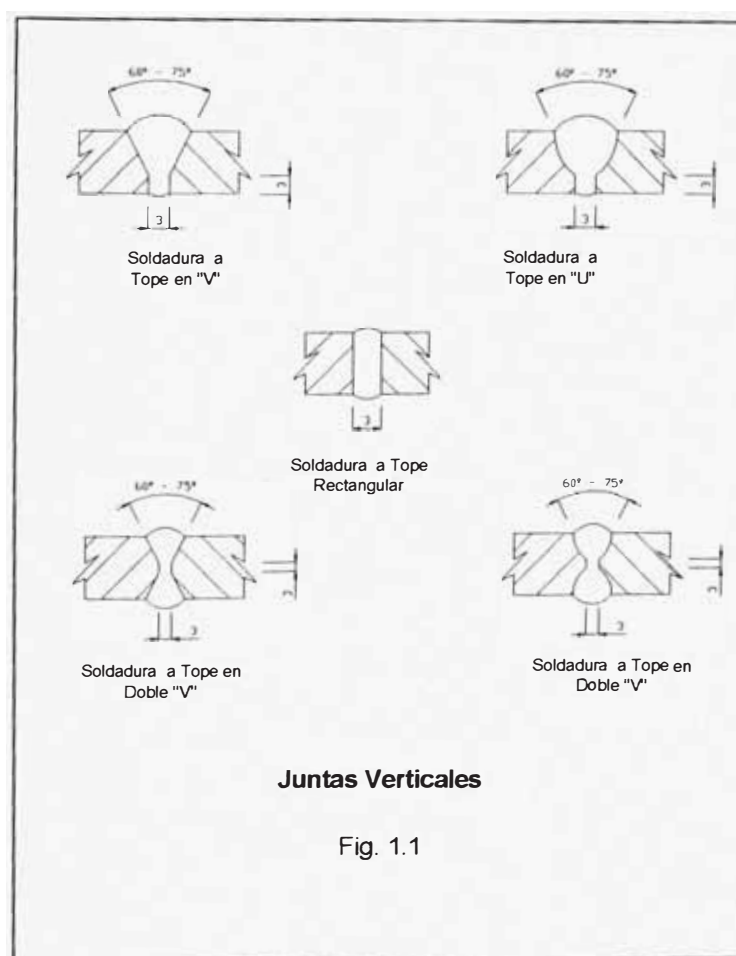 60° - 75°
60° - 75°
3
3
3
3
Soldadura a
Tope en "V"
Soldadura a
Tope en "U"
3
Soldadura a Tope
Rectangular
60° - 75°
60° - 75°
3
3
3
3
Soldadura a Tope en
Doble "V"
Soldadura a Tope en
Doble "V"
Juntas Verticales
Fig. 1.1